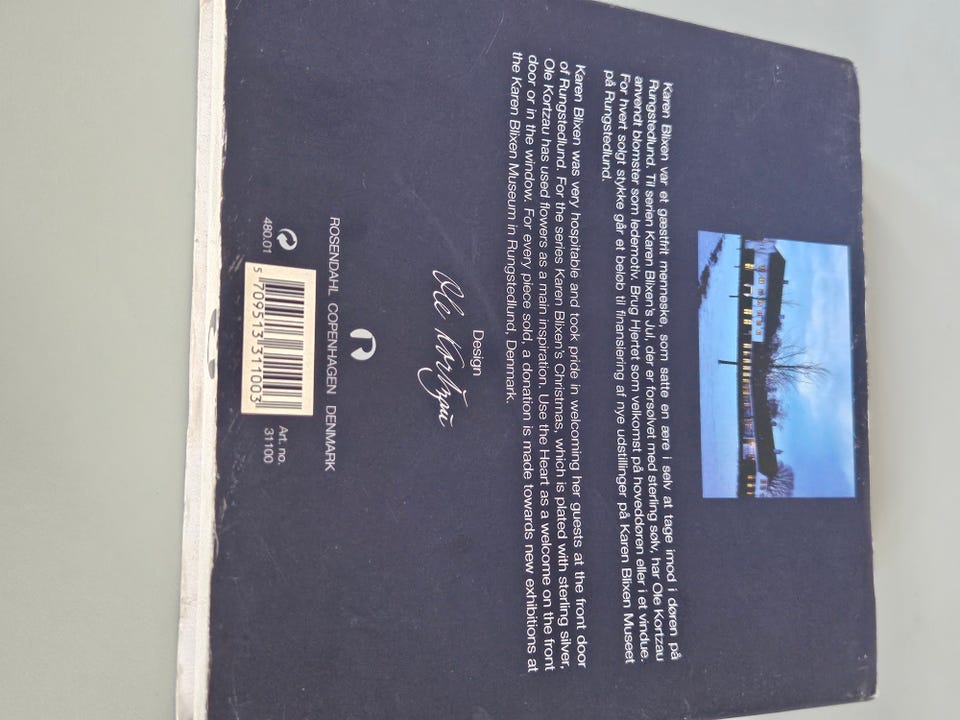 Karen Blixen var et gæstfrit menneske, som satte en ære i selv at tage imod i døren på
Rungstedlund. Til serien Karen Blixen's Jul, der er forsølvet med sterling sølv, har Ole Kortzau
anvendt blomster som ledemotiv. Brug Hjertet som velkomst på hoveddøren eller i et vindue.
For hvert solgt stykke går et beløb til finansiering af nye udstillinger på Karen Blixen Museet
på Rungstedlund.
Karen Blixen was very hospitable and took pride in welcoming her guests at the front door
of Rungstedlund. For the series Karen Blixen's Christmas, which is plated with sterling silver,
Ole Kortzau has used flowers as a main inspiration. Use the Heart as a welcome on the front
door or in the window. For every piece sold, a donation is made towards new exhibitions at
the Karen Blixen Museum in Rungstedlund, Denmark.
Design
Ole Kortzau
ROSENDAHL COPENHAGEN DENMARK
480.01
5 709513 311003
Art. no.
31100